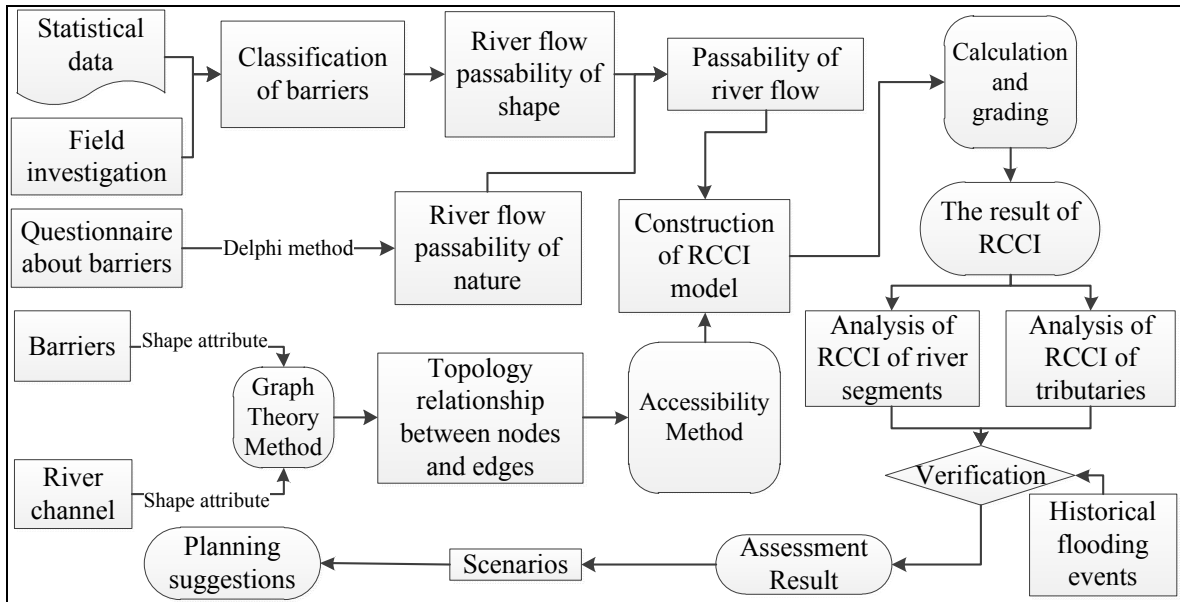 Statistical
data
Field
investigation
Classification
of barriers
River flow
passability of
shape
Passability of
river flow
Calculation
and
grading
Questionnaire
about barriers
Delphi method
River flow
passability of
nature
Construction
of RCCI
model
The result of
RCCI
Barriers
Shape attribute
Graph
Theory
Method
River
channel
Shape attribute
Topology
relationship
between nodes
and edges
Accessibility
Method
Analysis of
RCCI of river
segments
Analysis of
RCCI of
tributaries
Verification
Historical
flooding
events
Assessment
Result
Scenarios
Planning
suggestions